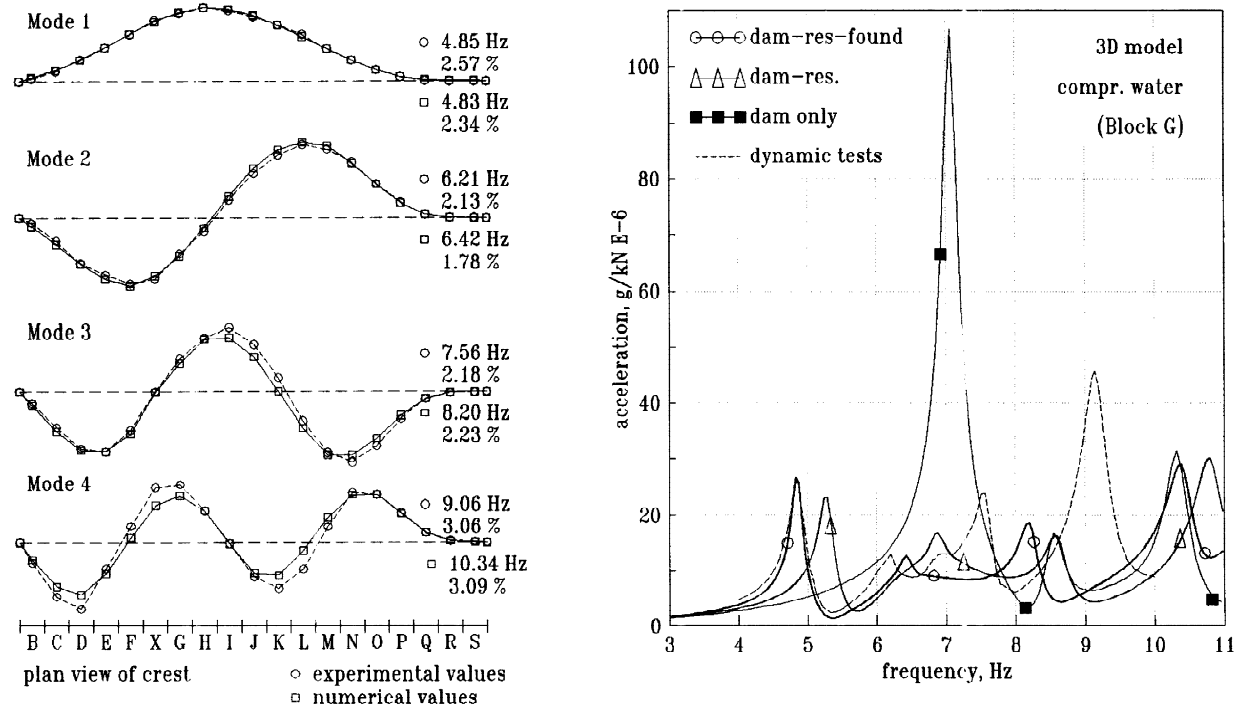 Mode 1
4.85 Hz
2.57 %
4.83 Hz
2.34 %
Mode 2
6.21 Hz
2.13 %
6.42 Hz
1.78 %
Mode 3
7.56 Hz
2.18 %
8.20 Hz
2.23 %
Mode 4
9.06 Hz
3.06 %
10.34 Hz
3.09 %
B C D E F X G H I J K L M N O P Q R S
plan view of crest
experimental values
numerical values
dam-res-found
dam-res.
dam only
dynamic tests
3D model
compr. water
(Block G)
acceleration, g/kN E-6
100
80
60
40
20
0
3 4 5 6 7 8 9 10 11
frequency, Hz